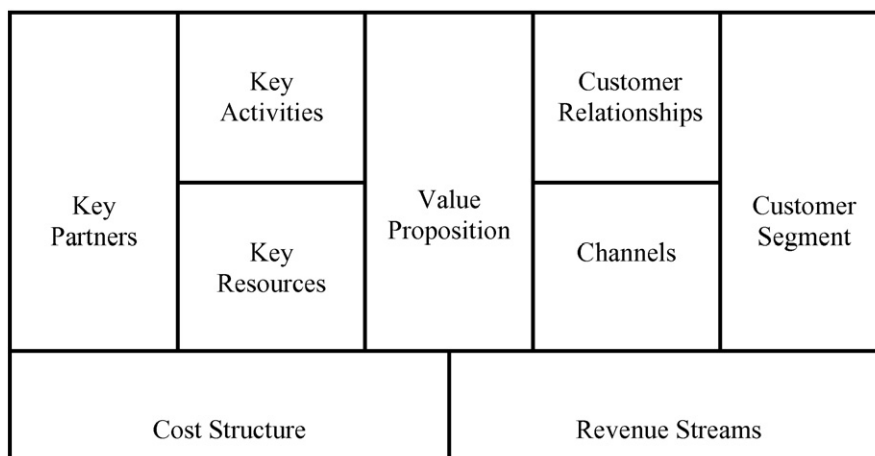 Key
Partners
Key
Activities
Key
Resources
Value
Proposition
Customer
Relationships
Channels
Customer
Segment
Cost Structure
Revenue Streams